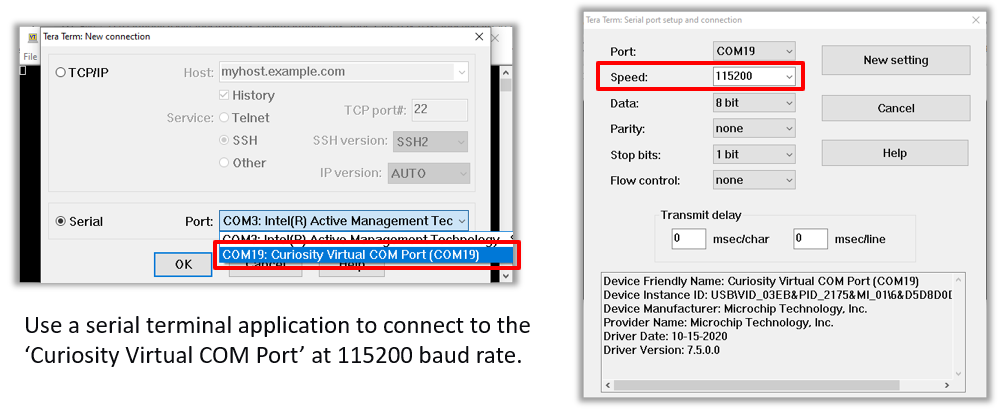 Tera Term: New connection
File
TCP/IP
Host: myhost.example.com
History
Service: Telnet
TCP port#: 22
SSH
SSH version: SSH2
Other
IP version: AUTO
Serial
Port: COM3: Intel(R) Active Management Tec
COM3: Intel(R) Active Management Technology - S
COM19: Curiosity Virtual COM Port (COM19)
OK
Cancel
Help
Use a serial terminal application to connect to the
‘Curiosity Virtual COM Port’ at 115200 baud rate.
Tera Term: Serial port setup and connection
Port: COM19
New setting
Speed: 115200
Data: 8 bit
Cancel
Parity: none
Stop bits: 1 bit
Help
Flow control: none
Transmit delay
0 msec/char 0 msec/line
Device Friendly Name: Curiosity Virtual COM Port (COM19)
Device Instance ID: USB\VID_03EB&PID_2175&MI_01\6&D5D8D0D
Device Manufacturer: Microchip Technology, Inc.
Provider Name: Microchip Technology, Inc.
Driver Date: 10-15-2020
Driver Version: 7.5.0.0